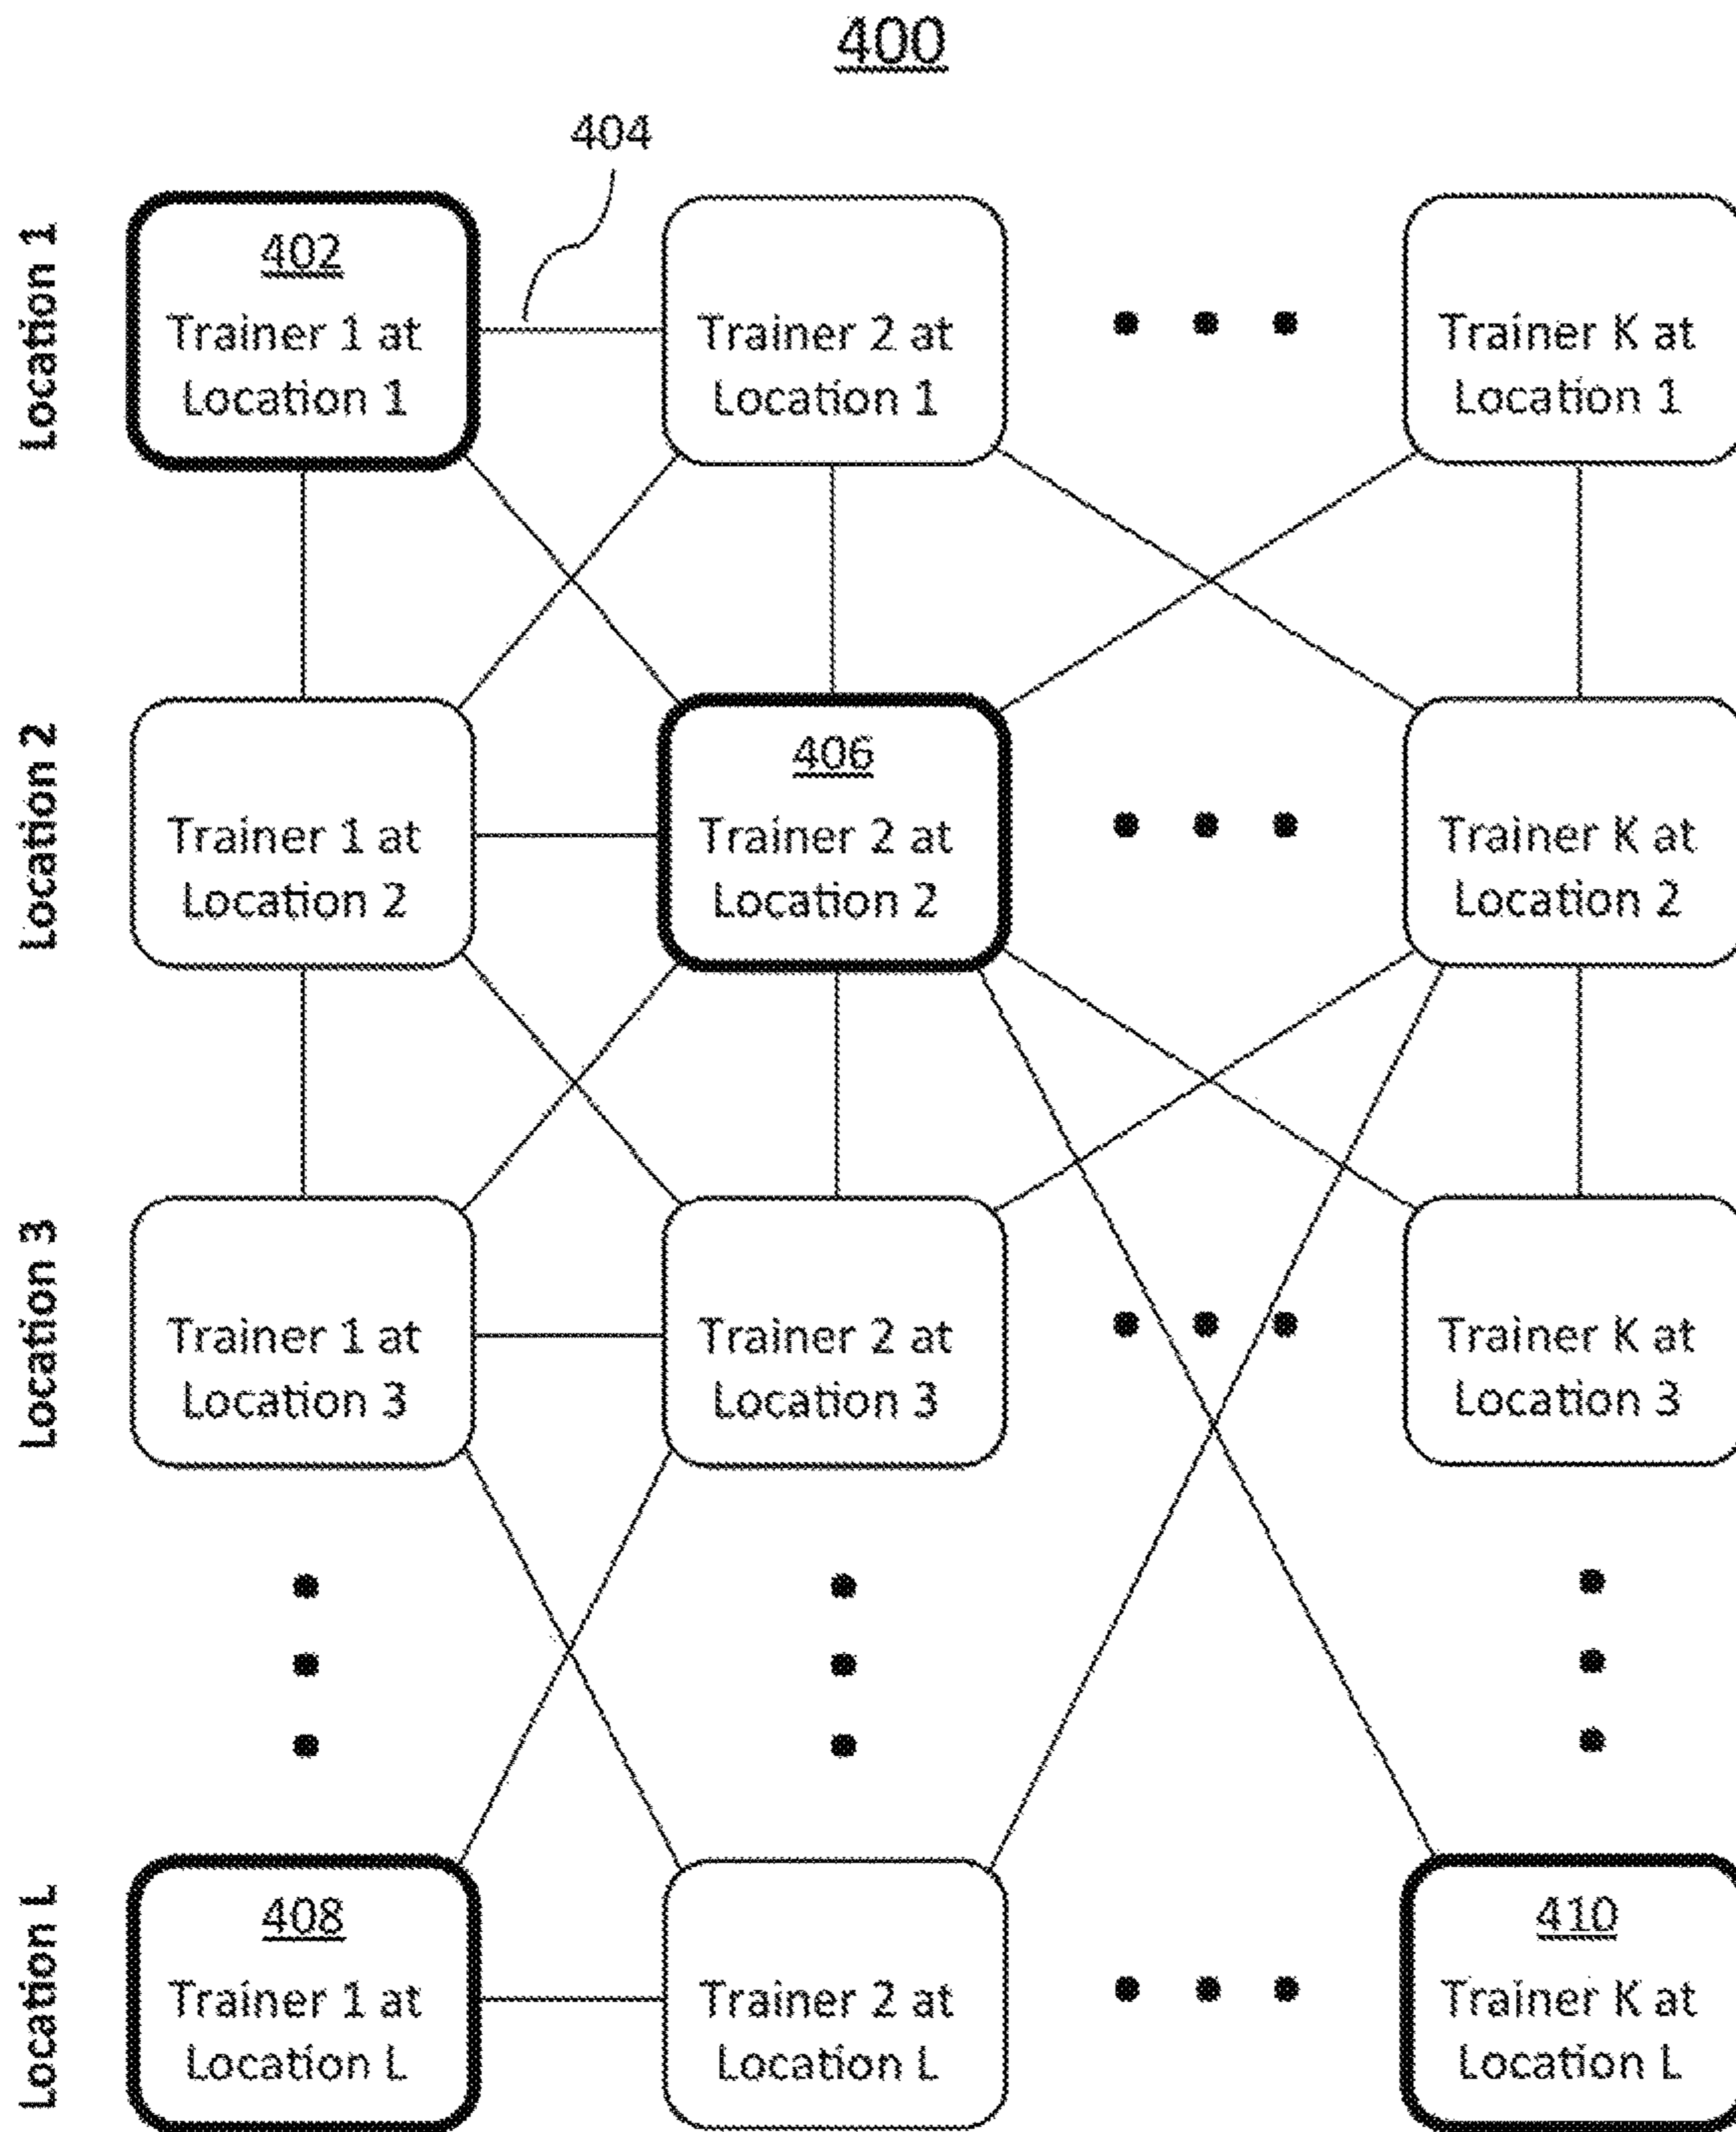 400
404
Location 1
402
Trainer 1 at
Location 1
Trainer 2 at
Location 1
Trainer K at
Location 1
Location 2
Trainer 1 at
Location 2
406
Trainer 2 at
Location 2
Trainer K at
Location 2
Location 3
Trainer 1 at
Location 3
Trainer 2 at
Location 3
Trainer K at
Location 3
Location L
408
Trainer 1 at
Location L
Trainer 2 at
Location L
410
Trainer K at
Location L